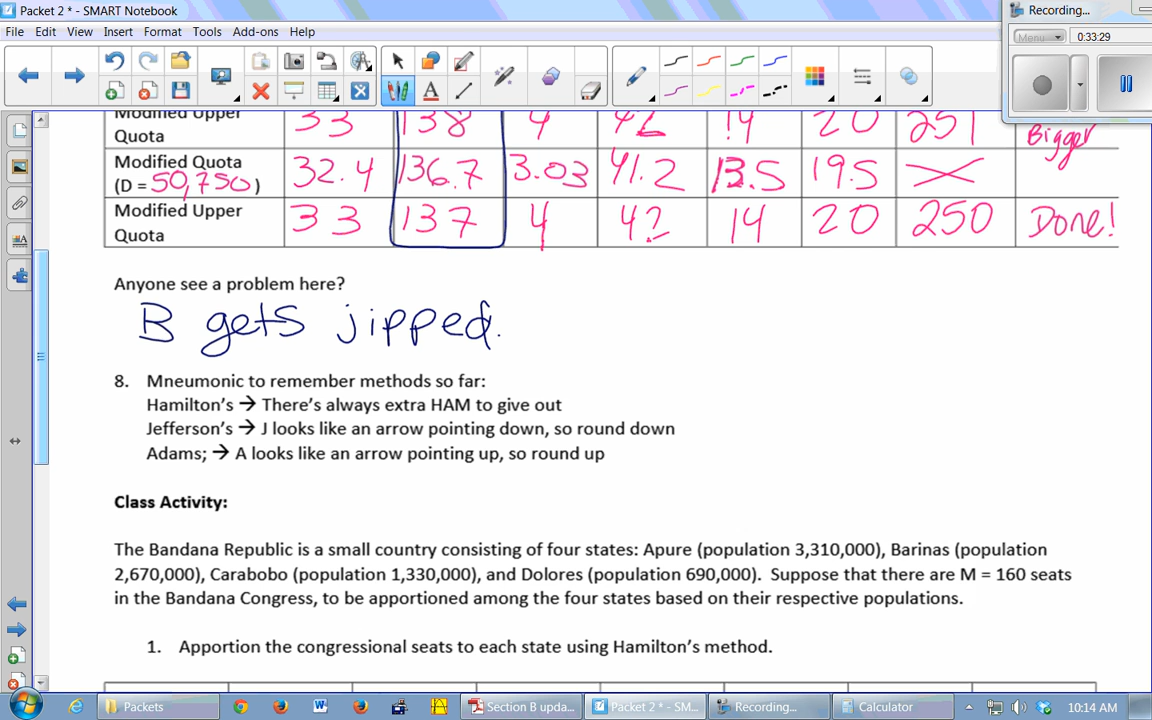 Packet 2 * - SMART Notebook
Recording...
File Edit View Insert Format Tools Add-ons Help
Menu
0:33:29
Modified Upper Quota 33 138 4 42 14 20 251 Bigger
Modified Quota (D = 50,750) 32.4 136.7 3.03 41.2 13.5 19.5
Modified Upper Quota 33 137 4 42 14 20 250 Done!
Anyone see a problem here?
B gets jipped.
8. Mneumonic to remember methods so far:
Hamilton's → There's always extra HAM to give out
Jefferson's → J looks like an arrow pointing down, so round down
Adams; → A looks like an arrow pointing up, so round up
Class Activity:
The Bandana Republic is a small country consisting of four states: Apure (population 3,310,000), Barinas (population
2,670,000), Carabobo (population 1,330,000), and Dolores (population 690,000). Suppose that there are M = 160 seats
in the Bandana Congress, to be apportioned among the four states based on their respective populations.
1. Apportion the congressional seats to each state using Hamilton's method.
Packets
Section B upda...
Packet 2 * - SM...
Recording...
Calculator
10:14 AM